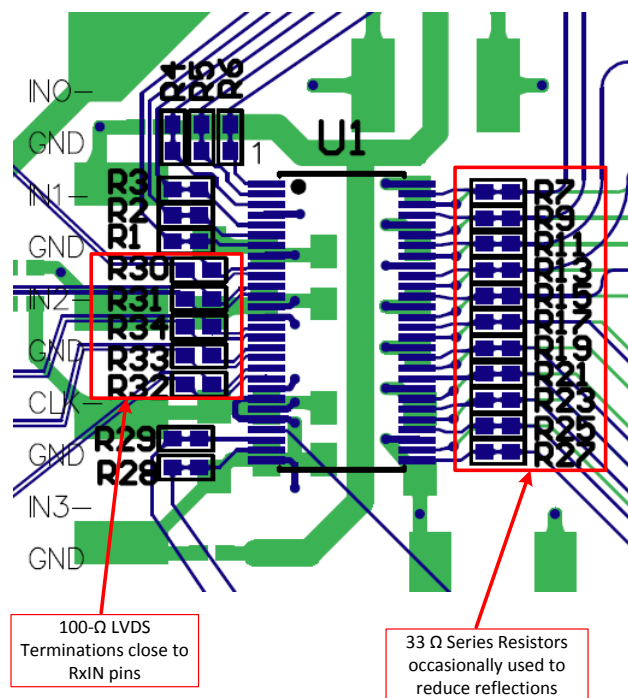 R4
R5
R6
IN0-
GND
U1
1
IN1-
R3
R2
R1
GND
R30
IN2-
R31
R34
GND
R33
R32
CLK-
R29
GND
R28
IN3-
GND
R7
R9
R11
R13
R15
R17
R19
R21
R23
R25
R27
100-Ω LVDS
Terminations close to
RxIN pins
33 Ω Series Resistors
occasionally used to
reduce reflections